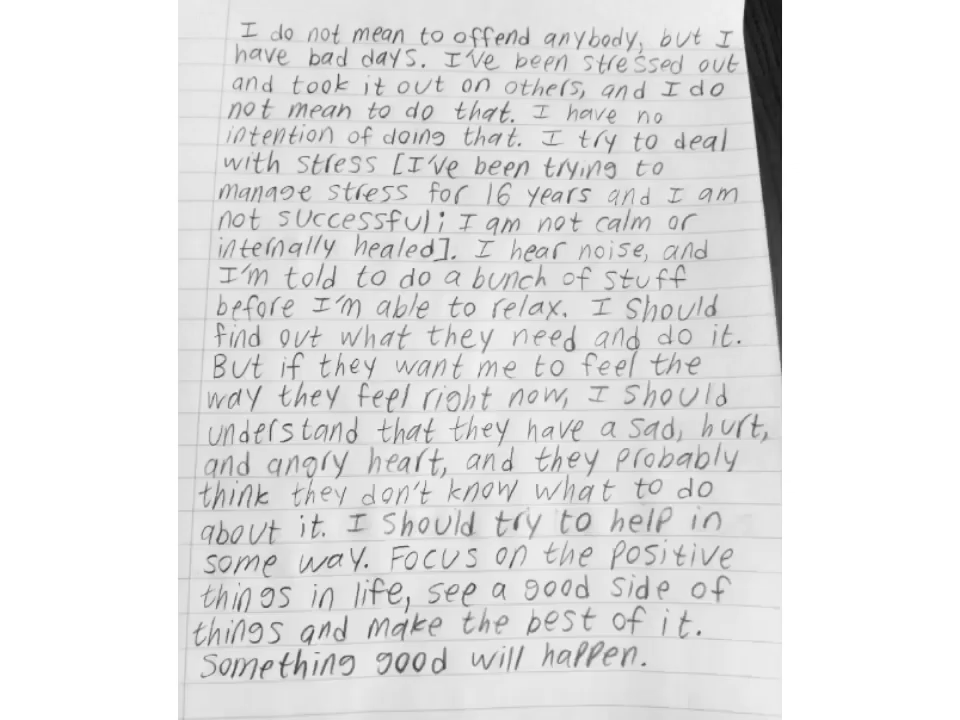 I do not mean to offend anybody, but I
have bad days. I've been stressed out
and took it out on others, and I do
not mean to do that. I have no
intention of doing that. I try to deal
with stress [I've been trying to
manage stress for 16 years and I am
not successful; I am not calm or
internally healed]. I hear noise, and
I'm told to do a bunch of stuff
before I'm able to relax. I should
find out what they need and do it.
But if they want me to feel the
way they feel right now, I should
understand that they have a sad, hurt,
and angry heart, and they probably
think they don't know what to do
about it. I should try to help in
some way. Focus on the positive
things in life, see a good side of
things and make the best of it.
Something good will happen.